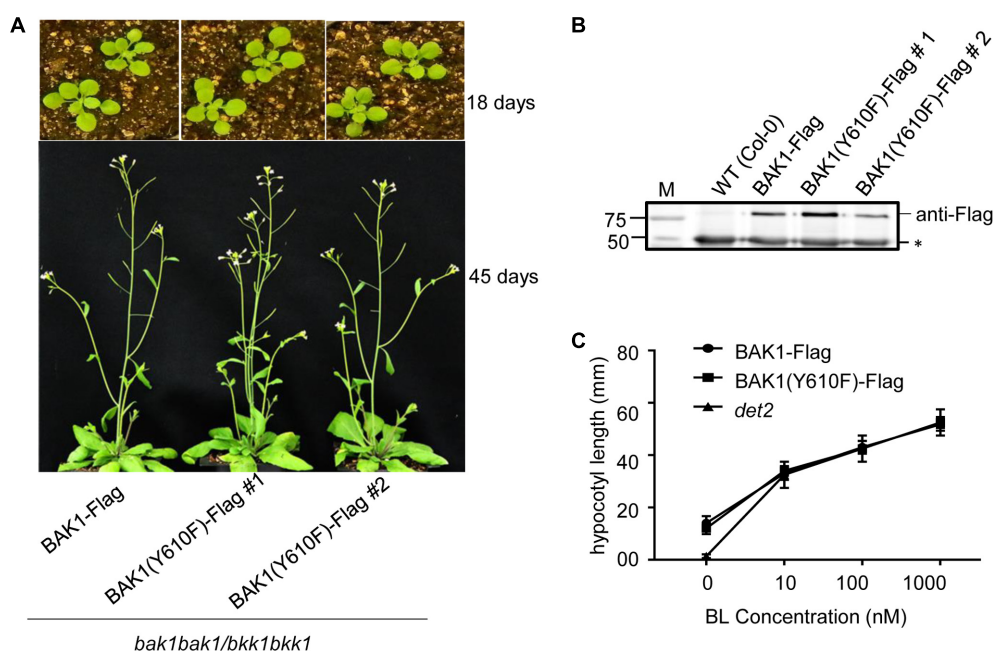 A
18 days
45 days
BAK1-Flag
BAK1(Y610F)-Flag #1
BAK1(Y610F)-Flag #2
bak1bak1/bkk1bkk1
B
M
WT (Col-0)
BAK1-Flag
BAK1(Y610F)-Flag # 1
BAK1(Y610F)-Flag # 2
75
50
anti-Flag
*
C
BAK1-Flag
BAK1(Y610F)-Flag
det2
hypocotyl length (mm)
80
60
40
20
00
0 10 100 1000
BL Concentration (nM)